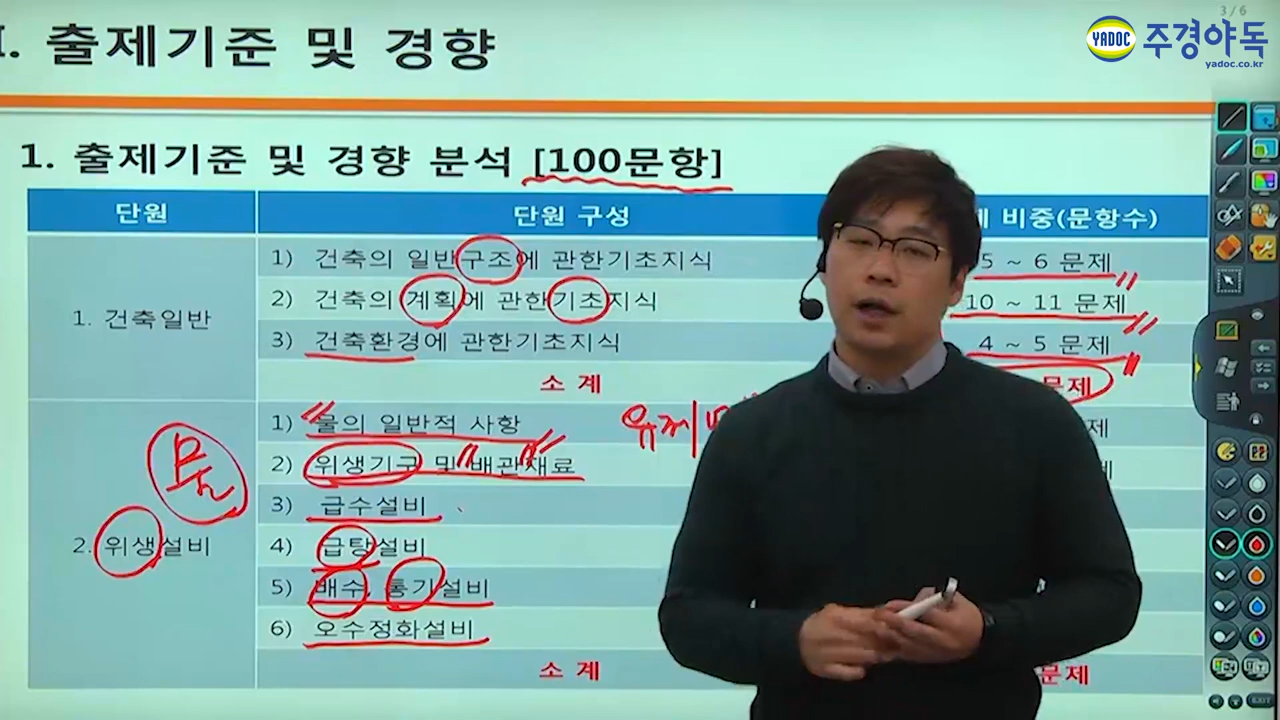 3 / 6
YADOC 주경야독
yadoc.co.kr
I. 출제기준 및 경향
1. 출제기준 및 경향 분석 [100문항]
단원 단원 구성 비중(문항수)
1. 건축일반
1) 건축의 일반구조에 관한기초지식 5 ~ 6 문제
2) 건축의 계획에 관한기초지식 10 ~ 11 문제
3) 건축환경에 관한기초지식 4 ~ 5 문제
소 계 문제
2. 위생설비
물
1) 물의 일반적 사항
2) 위생기구 및 배관재료
3) 급수설비
4) 급탕설비
5) 배수, 통기설비
6) 오수정화설비
소 계 문제
EXIT